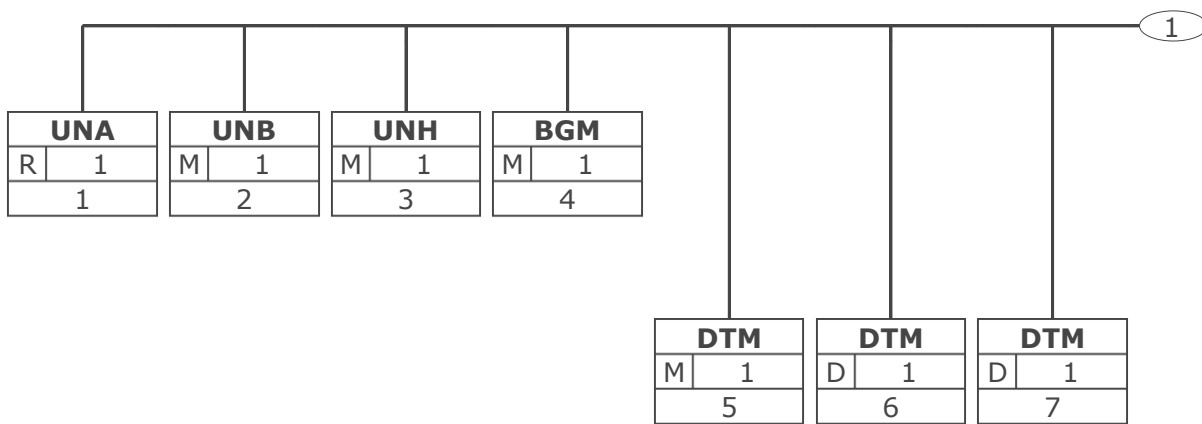 1
UNA UNB UNH BGM
R 1 M 1 M 1 M 1
1 2 3 4
DTM DTM DTM
M 1 D 1 D 1
5 6 7